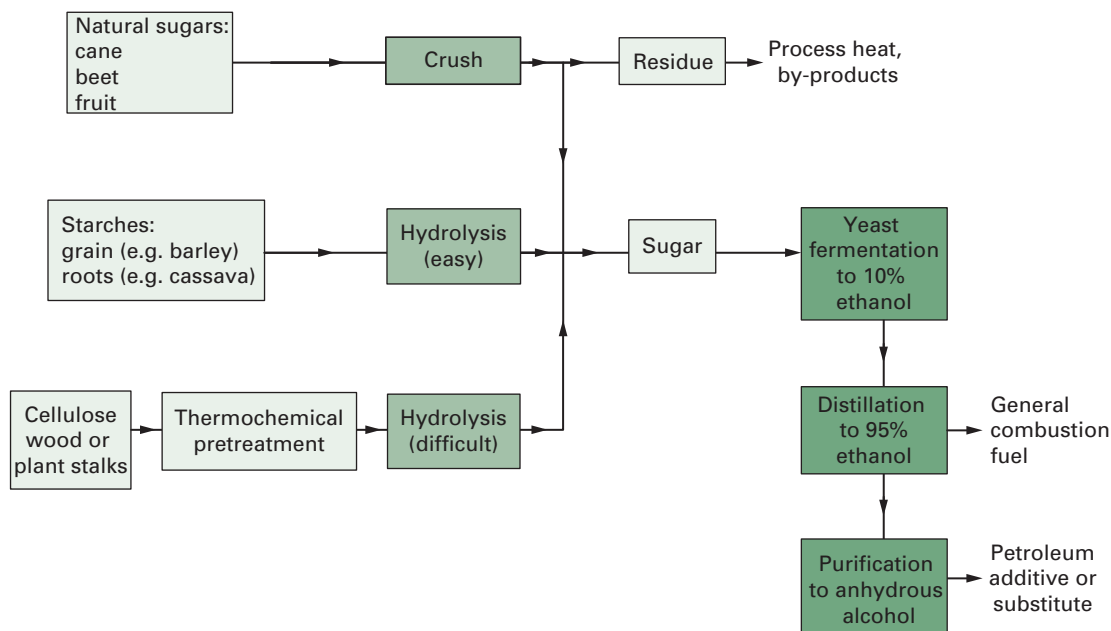 Natural sugars:
cane
beet
fruit
Crush
Residue
Process heat,
by-products
Starches:
grain (e.g. barley)
roots (e.g. cassava)
Hydrolysis
(easy)
Sugar
Yeast
fermentation
to 10%
ethanol
Cellulose
wood or
plant stalks
Thermochemical
pretreatment
Hydrolysis
(difficult)
Distillation
to 95%
ethanol
General
combustion
fuel
Purification
to anhydrous
alcohol
Petroleum
additive or
substitute